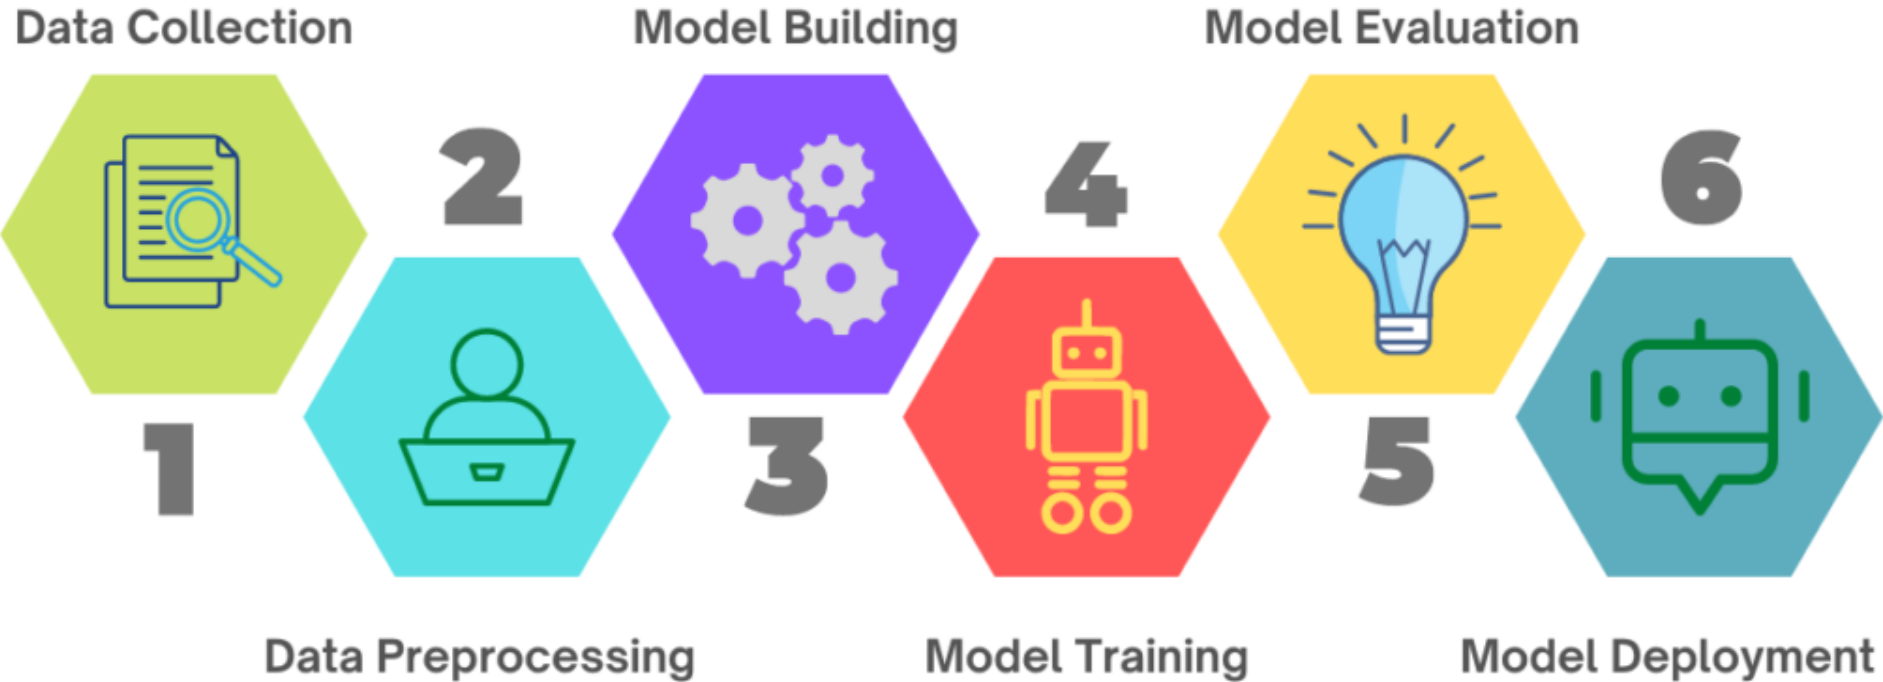 Data Collection
1
2
Data Preprocessing
Model Building
3
4
Model Training
Model Evaluation
5
6
Model Deployment